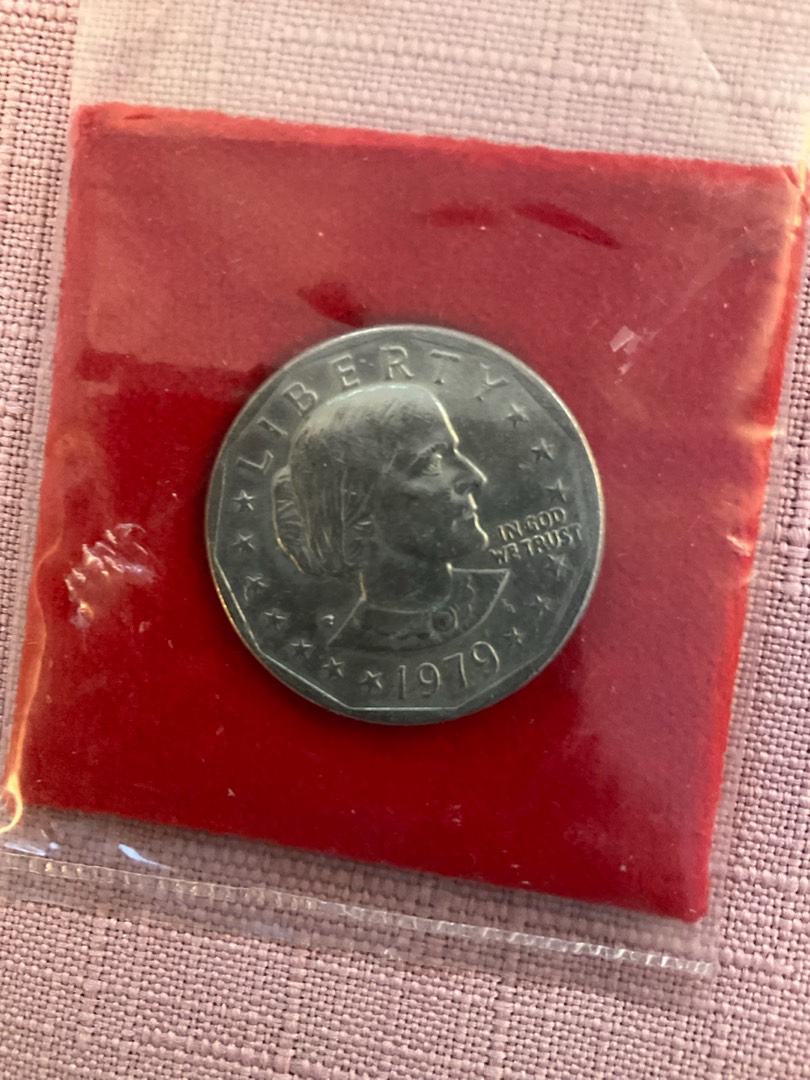 LIBERTY
IN GOD
WE TRUST
1979